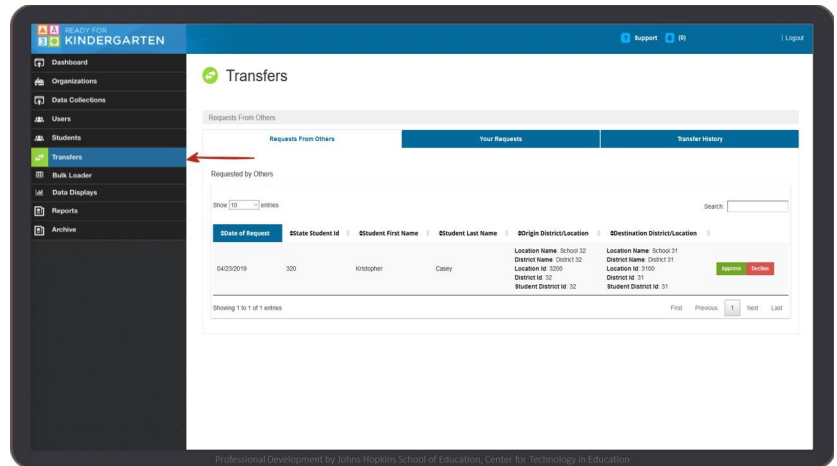 READY FOR
KINDERGARTEN
Support (0)
| Logout
Dashboard
Organizations
Data Collections
Users
Students
Transfers
Bulk Loader
Data Displays
Reports
Archive
Transfers
Requests From Others
Requests From Others Your Requests Transfer History
Requested by Others
Show 10 entries Search:
Date of Request State Student Id Student First Name Student Last Name Origin District/Location Destination District/Location
04/23/2019 320 Kristopher Casey
Location Name: School 32
District Name: District 32
Location Id: 3200
District Id: 32
Student District Id: 32
Location Name: School 31
District Name: District 31
Location Id: 3100
District Id: 31
Student District Id: 31
Approve Decline
Showing 1 to 1 of 1 entries First Previous 1 Next Last
Professional Development by Johns Hopkins School of Education, Center for Technology in Education